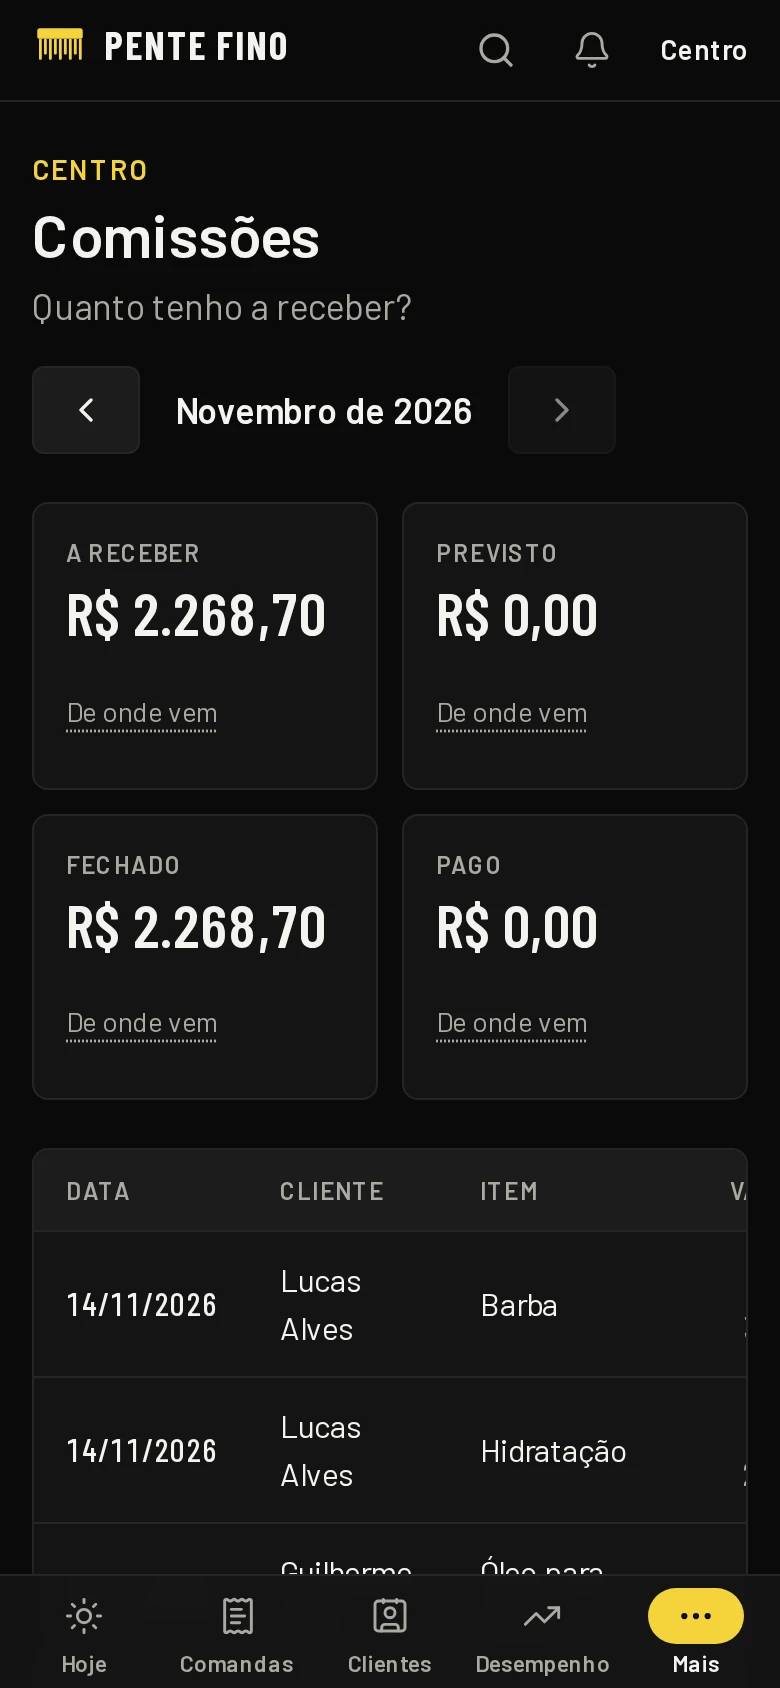 PENTE FINO
Centro
CENTRO
Comissões
Quanto tenho a receber?
Novembro de 2026
A RECEBER
R$ 2.268,70
De onde vem
PREVISTO
R$ 0,00
De onde vem
FECHADO
R$ 2.268,70
De onde vem
PAGO
R$ 0,00
De onde vem
DATA CLIENTE ITEM
14/11/2026 Lucas Alves Barba
14/11/2026 Lucas Alves Hidratação
Guilherme Óleo para
Hoje Comandas Clientes Desempenho Mais